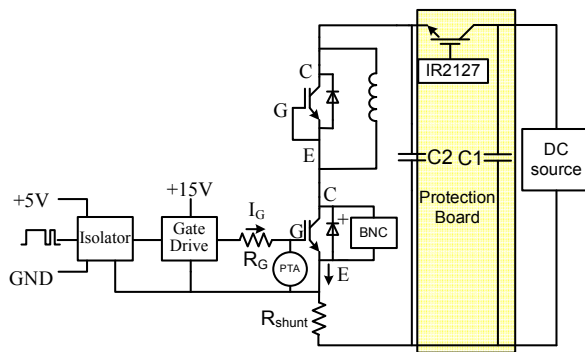 IR2127
C
G
E
C2
C1
DC
source
Protection
Board
+5V
+15V
C
I_G
G
+
BNC
Isolator
Gate
Drive
R_G
PTA
E
GND
R_shunt